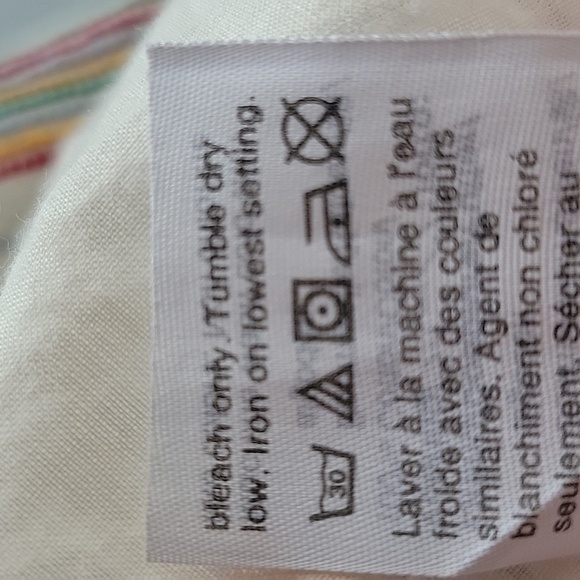 bleach only. Tumble dry
low. Iron on lowest setting.
30
Laver à la machine à l'eau
froide avec des couleurs
similaires. Agent de
blanchiment non chloré
seulement. Sécher au